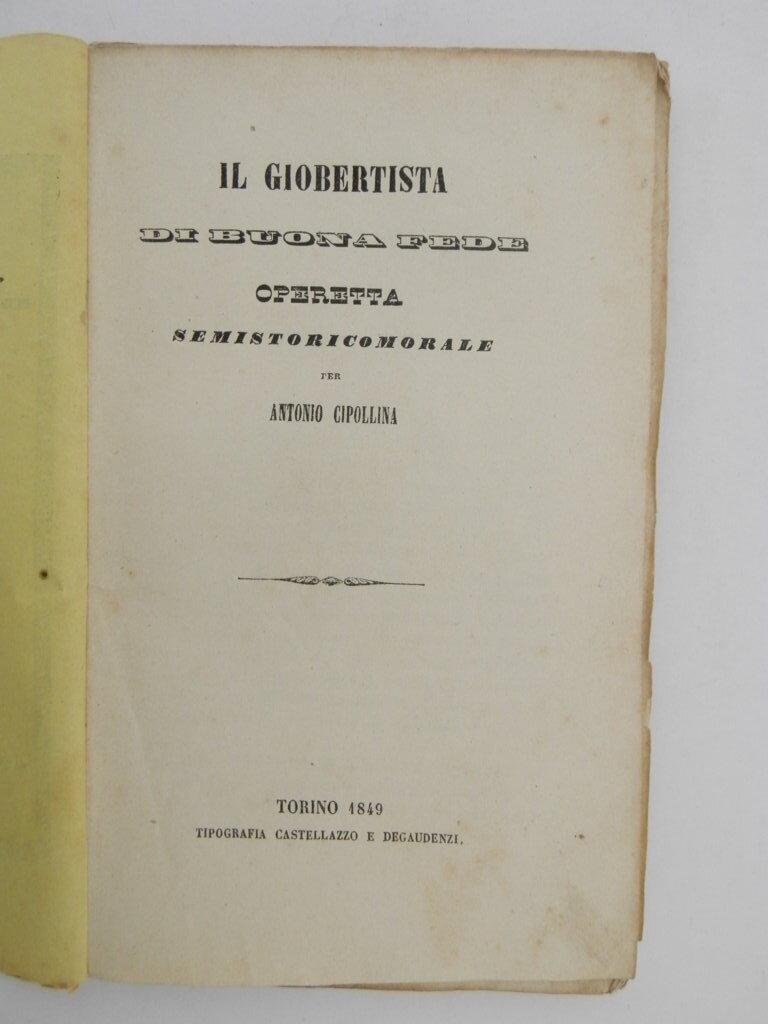 IL GIOBERTISTA
DI BUONA FEDE
OPERETTA
SEMISTORICOMORALE
PER
ANTONIO CIPOLLINA
TORINO 1849
TIPOGRAFIA CASTELLAZZO E DEGAUDENZI.